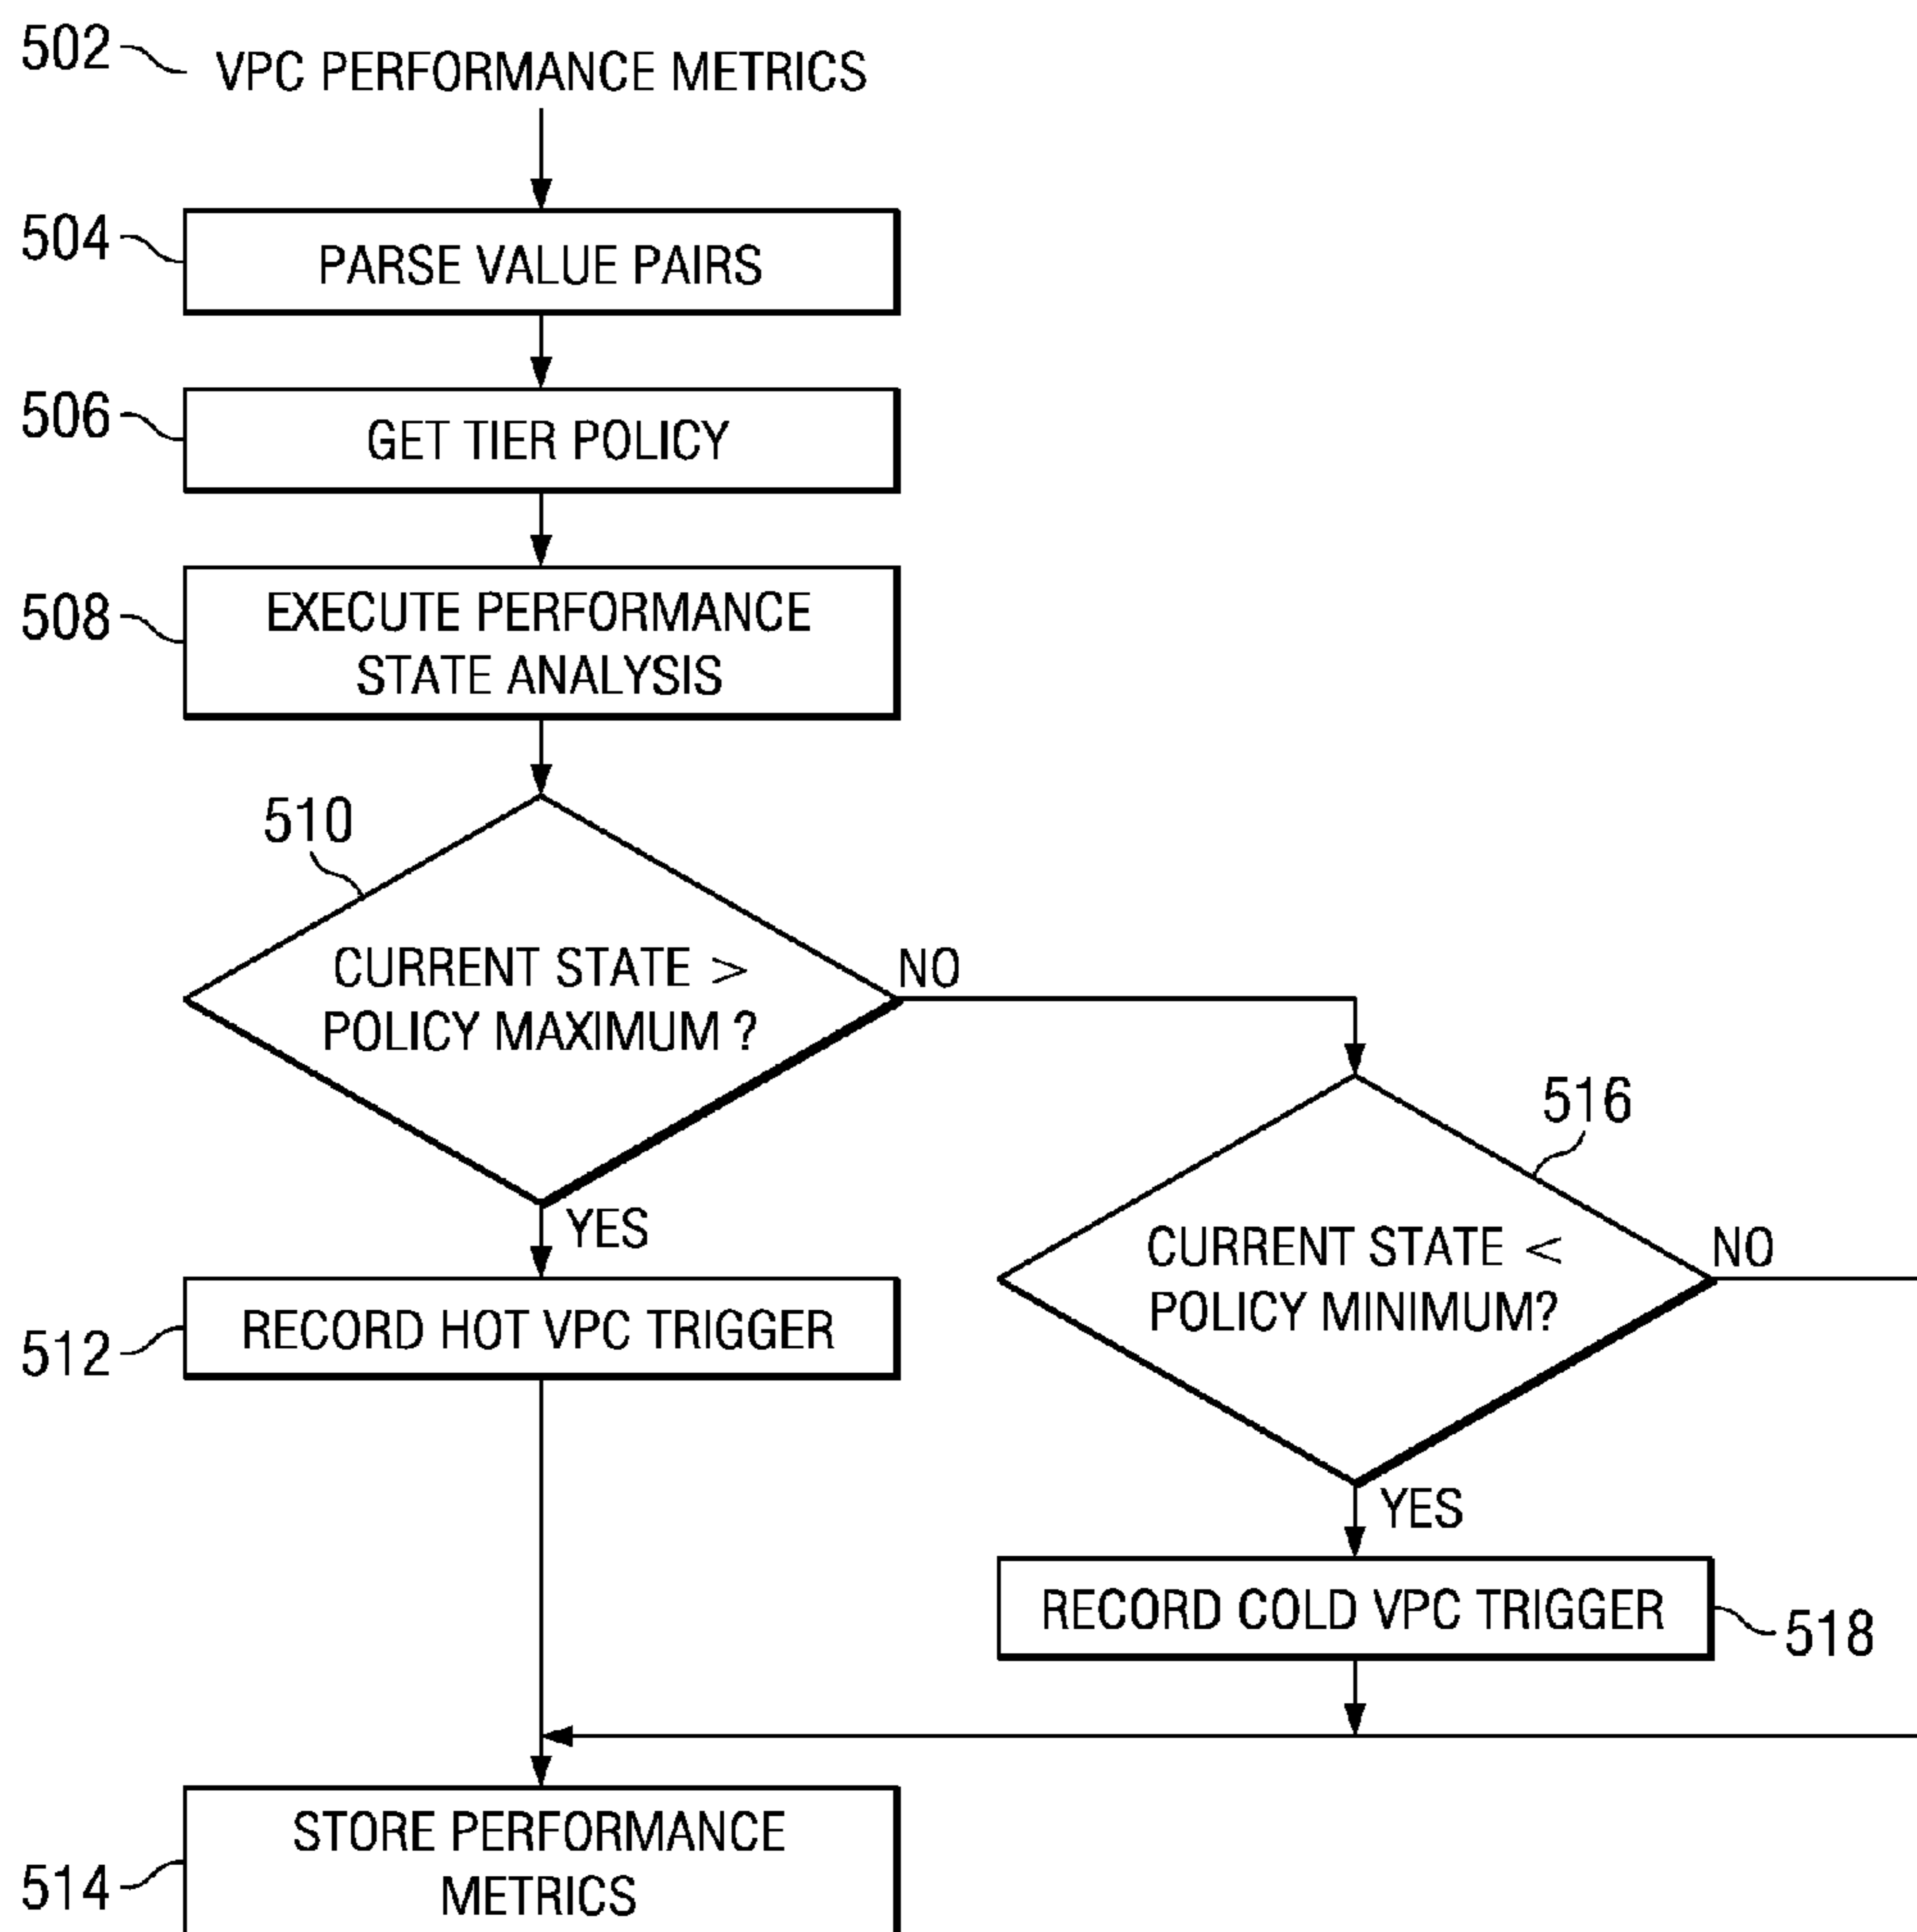 502 VPC PERFORMANCE METRICS
504 PARSE VALUE PAIRS
506 GET TIER POLICY
508 EXECUTE PERFORMANCE
STATE ANALYSIS
510
CURRENT STATE >
POLICY MAXIMUM ?
NO
YES
516
CURRENT STATE <
POLICY MINIMUM?
NO
YES
512 RECORD HOT VPC TRIGGER
RECORD COLD VPC TRIGGER 518
514 STORE PERFORMANCE
METRICS